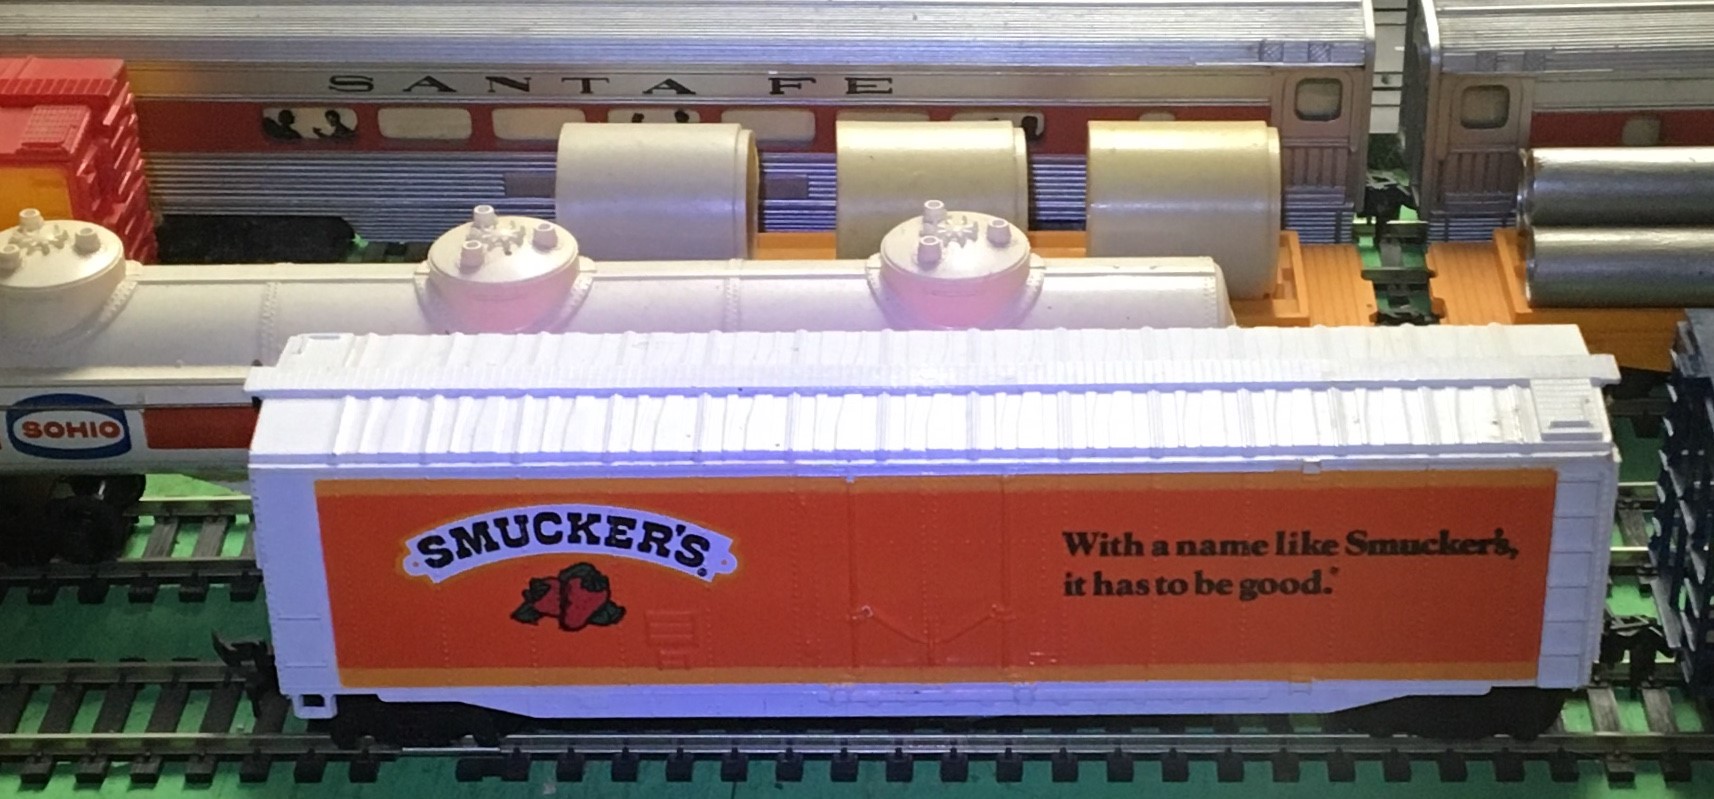 SANTA FE
SOHIO
SMUCKER'S.
With a name like Smucker's,
it has to be good.